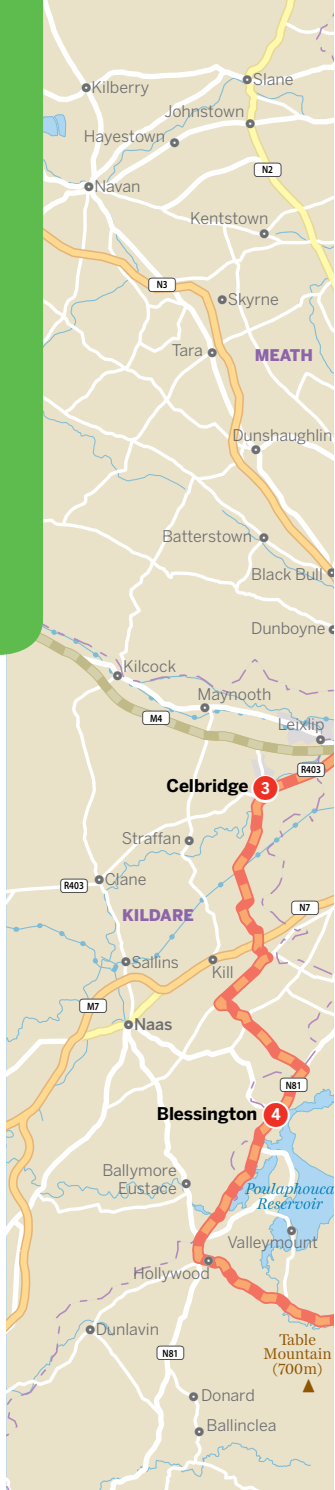 Slane
Kilberry
Johnstown
Hayestown
N2
Navan
Kentstown
N3
Skryne
Tara
MEATH
Dunshaughlin
Batterstown
Black Bull
Dunboyne
Kilcock
Maynooth
M4
Leixlip
R403
Celbridge 3
Straffan
R403
Clane
N7
KILDARE
Sallins
Kill
M7
Naas
N81
Blessington 4
Ballymore
Eustace
Poulaphouca
Reservoir
Valleymount
Hollywood
Dunlavin
Table
Mountain
(700m)
N81
Donard
Ballinclea